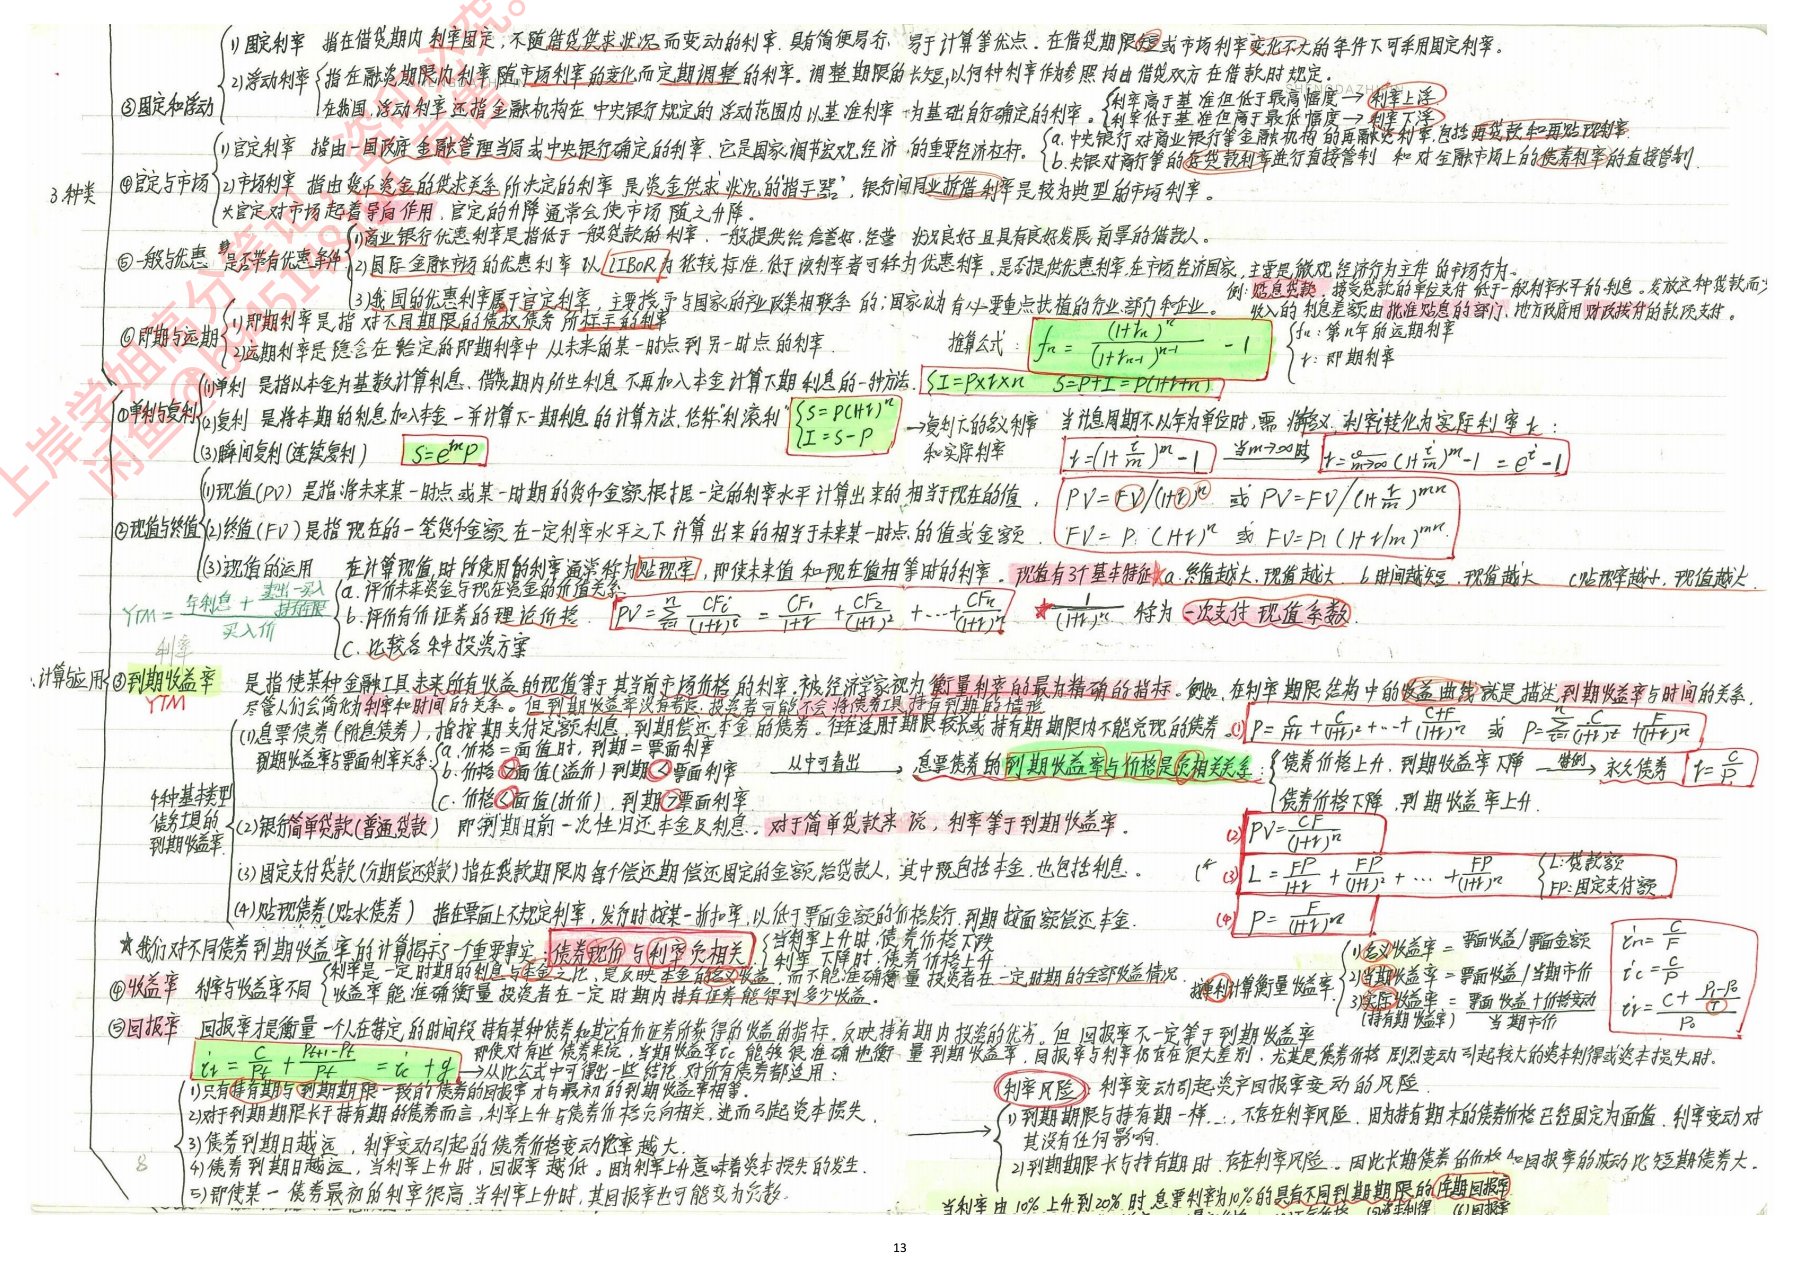 1) 固定利率 指在借贷期内利率固定,不随借贷供求状况而变动的利率.具有简便易行、易于计算等优点.在借贷期限较短或市场利率变化不大的条件下可采用固定利率。
③固定和浮动
2)浮动利率 指在融资期限内利率随市场利率的变化而定期调整的利率。调整期限的长短,以何种利率作为参照均由借贷双方在借款时规定.
在我国,浮动利率还指金融机构在中央银行规定的浮动范围内以基准利率为基础自行确定的利率。
利率高于基准但低于最高幅度→利率上浮
利率低于基准但高于最低幅度→利率下浮
3.种类
④官定与市场
1)官定利率 指由一国政府金融管理当局或中央银行确定的利率.它是国家调节宏观经济的重要经济杠杆。
a.中央银行对商业银行等金融机构的再融资利率,包括再贷款和再贴现利率
b.央银对商行等的存贷款利率进行直接管制 和对金融市场上的债券利率的直接管制.
2)市场利率 指由货币资金的供求关系所决定的利率 是资金供求状况的"指示器",银行间同业拆借利率是较为典型的市场利率。
*官定对市场起着导向作用,官定的升降通常会使市场随之升降。
⑤一般与优惠 是否带有优惠条件
1)商业银行优惠利率是指低于一般贷款的利率.一般提供给信誉好,经营状况良好且具有良好发展前景的借款人。
2)国际金融市场的优惠利率以LIBOR为比较标准,低于该利率者可称为优惠利率.是否提供优惠利率,在市场经济国家,主要是微观经济行为主体的市场行为。
3)我国的优惠利率属于官定利率,主要授予与国家的产业政策相联系的:国家认为有必要重点扶植的行业、部门和企业。
例:贴息贷款 接受贷款的单位支付低于一般利率水平的利息。发放这种贷款而少
收入的利息差额由批准贴息的部门、地方政府用财政拨付的款项支付。
⑥即期与远期
1)即期利率是指对不同期限的债权债务所标示的利率
2)远期利率是隐含在给定的即期利率中从未来的某一时点到另一时点的利率
推算公式: fn = (1+rn)^n / (1+rn-1)^(n-1) - 1
fn:第n年的远期利率
r:即期利率
①单利与复利
(1)单利 是指以本金为基数计算利息、借贷期内所生利息不再加入本金计算下期利息的一种方法. I=P×r×n S=P+I=P(1+r×n)
(2)复利 是将本期的利息加入本金一并计算下一期利息的计算方法.俗称"利滚利" S=P(1+r)^n I=S-P
→复利下的名义利率和实际利率 当计息周期不以年为单位时,需将名义利率i转化为实际利率r:
(3)瞬间复利(连续复利) S=e^rn P
r=(1+i/m)^m-1 当m→∞时 r=lim m→∞(1+i/m)^m-1=e^i-1
②现值与终值
(1)现值(PV)是指将未来某一时点或某一时期的货币金额根据一定的利率水平计算出来的相当于现在的值. PV=FV/(1+r)^n 或 PV=FV/(1+r/m)^mn
(2)终值(FV)是指现在的一笔货币金额在一定利率水平之下计算出来的相当于未来某一时点的值或金额. FV=P.(1+r)^n 或 FV=P.(1+r/m)^mn.
(3)现值的运用 在计算现值时所使用的利率通常称为贴现率,即使未来值和现在值相等时的利率。现值有3个基本特征★a.终值越大,现值越大 b.时间越短,现值越大 c.贴现率越小,现值越大.
a.评价未来资金与现在资金的价值关系
b.评价有价证券的理论价格
c.比较各种投资方案
PV=Σ(i=1,n) CFi/(1+r)^i = CF1/(1+r) + CF2/(1+r)^2 +…+ CFn/(1+r)^n
★ 1/(1+r)^n 称为一次支付现值系数.
YTM = (年利息 + (卖出-买入)/持有期) / 买入价
利率
计算与应用
③到期收益率 是指使某种金融工具未来所有收益的现值等于其当前市场价格的利率.被经济学家视为衡量利率的最为精确的指标。例如,在利率期限结构中的收益曲线就是描述到期收益率与时间的关系.
YTM
尽管人们会简化为利率和时间的关系。但到期收益率没有考虑:投资者可能不会将债务工具持有到期的情形
4种基本类型债务工具的到期收益率
(1)息票债券(附息债券),指按期支付定额利息,到期偿还本金的债券。往往适用于期限较长或持有期期限内不能兑现的债券。(1) P=C/(1+r)+C/(1+r)^2+…+(C+F)/(1+r)^n 或 P=Σ(t=1,n) C/(1+r)^t + F/(1+r)^n
到期收益率与票面利率关系:
a.价格=面值时,到期=票面利率
b.价格>面值(溢价)到期<票面利率
c.价格<面值(折价),到期>票面利率
从中可看出→ 息票债券的到期收益率与价格是负相关关系:
债券价格上升,到期收益率下降
债券价格下降,到期收益率上升.
特例→永久债券 r=C/P
(2)银行简单贷款(普通贷款) 即到期日前一次性归还本金及利息。对于简单贷款来说,利率等于到期收益率. (2) PV=CF/(1+r)^n
(3)固定支付贷款(分期偿还贷款)指在贷款期限内每个偿还期偿还固定的金额给贷款人,其中既包括本金,也包括利息。 (3) L=FP/(1+r)+FP/(1+r)^2+…+FP/(1+r)^n
L:贷款额
FP:固定支付额
(4)贴现债券(贴水债券) 指在票面上不规定利率,发行时按某一折扣率,以低于票面金额的价格发行,到期按面额偿还本金. (4) P=F/(1+r)^n
★我们对不同债券到期收益率的计算揭示了一个重要事实:债券现价与利率负相关
当利率上升时,债券价格下跌
利率下降时,债券价格上升
④收益率 利率与收益率不同
利率是一定时期的利息与本金之比,是反映本金的名义收益,而不能准确衡量投资者在一定时期的全部收益情况.
收益率能准确衡量投资者在一定时期内持有证券能得到多少收益。
按单利计算衡量收益率
1)名义收益率=票面收益/票面金额
2)当期收益率=票面收益/当期市价
3)实际收益率(持有期收益率)=(票面收益+价格变动)/当期市价
in=C/F
ic=C/P
ir=(C+(P1-P0)/T)/P0
⑤回报率 回报率才是衡量一个人在特定的时间段持有某种债券和其它有价证券所获得的收益的指标.反映持有期内投资的优劣。但回报率不一定等于到期收益率
ir=C/Pt+(Pt+1-Pt)/Pt=ic+g
即使对有些债券来说,当期收益率ic能够很准确地衡量到期收益率,回报率与利率仍存在很大差别,尤其是债券价格剧烈变动引起较大的资本利得或资本损失时.
→从此公式中可得出一些结论,对所有债券都适用:
1)只有持有期与到期期限一致的债券的回报率才与最初的到期收益率相等.
2)对于到期期限长于持有期的债券而言,利率上升与债券价格负向相关,进而引起资本损失.
3)债券到期日越远,利率变动引起的债券价格变动比率越大.
4)债券到期日越远,当利率上升时,回报率越低。因为利率上升意味着资本损失的发生.
5)即使某一债券最初的利率很高,当利率上升时,其回报率也可能变为负数.
利率风险:利率变动引起资产回报率变动的风险.
1)到期期限与持有期一样,∴不存在利率风险.因为持有期末的债券价格已经固定为面值.利率变动对
其没有任何影响.
2)到期期限长与持有期时,存在利率风险。因此长期债券的价格和回报率的波动比短期债券大.
当利率由10%上升到20%时 息票利率为10%的具有不同到期期限的1年期回报率
8
13
上岸学姐高分笔记